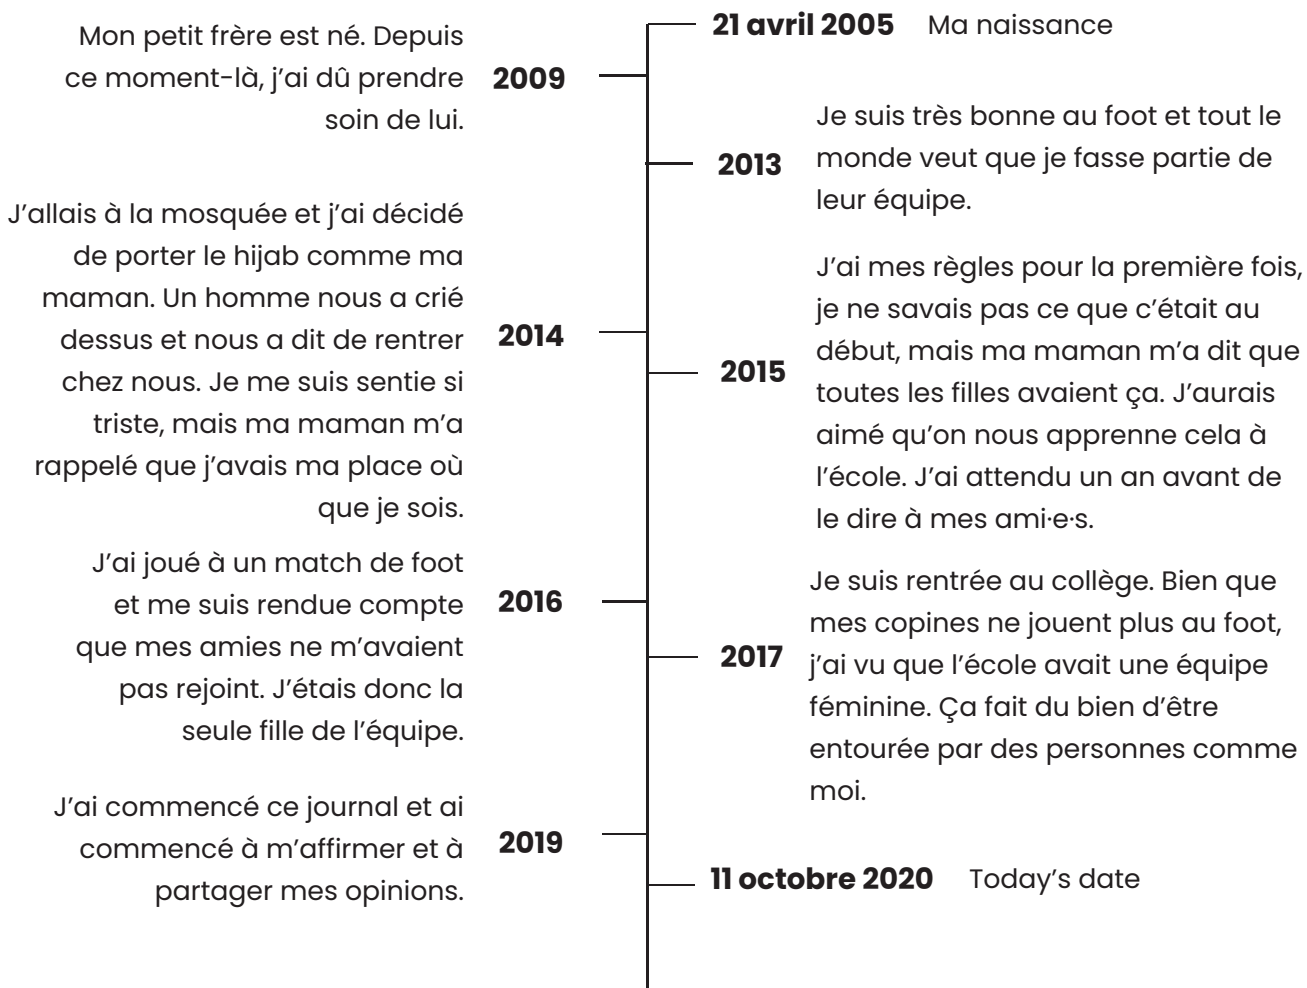 21 avril 2005 Ma naissance
Mon petit frère est né. Depuis
ce moment-là, j’ai dû prendre
soin de lui.
2009
Je suis très bonne au foot et tout le
monde veut que je fasse partie de
leur équipe.
2013
J’allais à la mosquée et j’ai décidé
de porter le hijab comme ma
maman. Un homme nous a crié
dessus et nous a dit de rentrer
chez nous. Je me suis sentie si
triste, mais ma maman m’a
rappelé que j’avais ma place où
que je sois.
2014
J’ai mes règles pour la première fois,
je ne savais pas ce que c’était au
début, mais ma maman m’a dit que
toutes les filles avaient ça. J’aurais
aimé qu’on nous apprenne cela à
l’école. J’ai attendu un an avant de
le dire à mes ami·e·s.
2015
J’ai joué à un match de foot
et me suis rendue compte
que mes amies ne m’avaient
pas rejoint. J’étais donc la
seule fille de l’équipe.
2016
Je suis rentrée au collège. Bien que
mes copines ne jouent plus au foot,
j’ai vu que l’école avait une équipe
féminine. Ça fait du bien d’être
entourée par des personnes comme
moi.
2017
J’ai commencé ce journal et ai
commencé à m’affirmer et à
partager mes opinions.
2019
11 octobre 2020 Today’s date